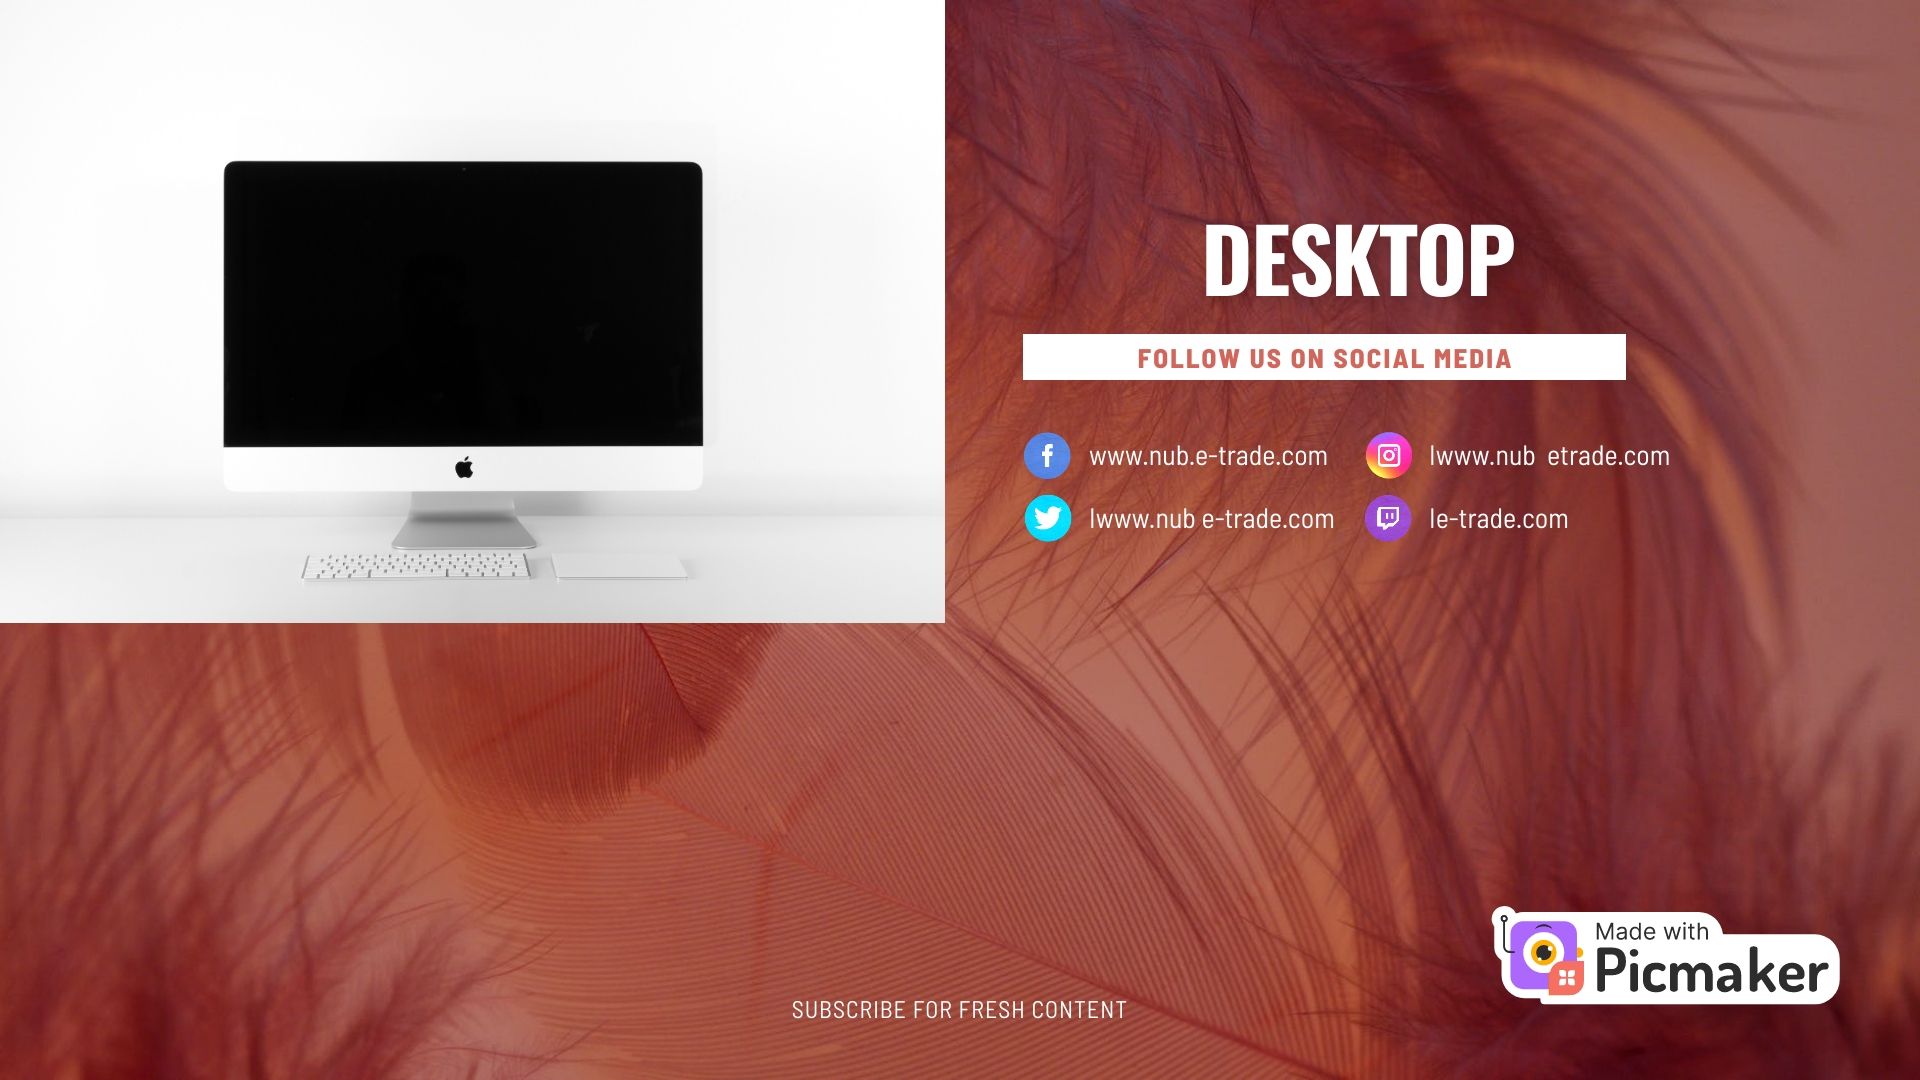 DESKTOP
FOLLOW US ON SOCIAL MEDIA
www.nub.e-trade.com
lwww.nub etrade.com
lwww.nub e-trade.com
le-trade.com
Made with
Picmaker
SUBSCRIBE FOR FRESH CONTENT